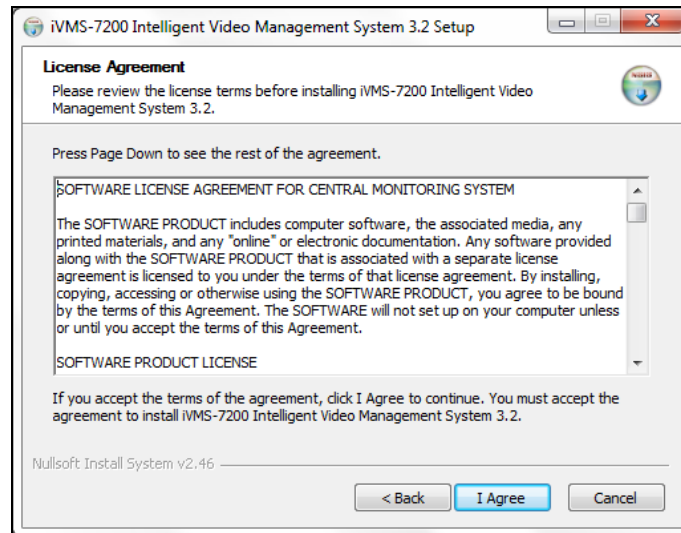 iVMS-7200 Intelligent Video Management System 3.2 Setup
License Agreement
Please review the license terms before installing iVMS-7200 Intelligent Video
Management System 3.2.
Press Page Down to see the rest of the agreement.
SOFTWARE LICENSE AGREEMENT FOR CENTRAL MONITORING SYSTEM
The SOFTWARE PRODUCT includes computer software, the associated media, any
printed materials, and any "online" or electronic documentation. Any software provided
along with the SOFTWARE PRODUCT that is associated with a separate license
agreement is licensed to you under the terms of that license agreement. By installing,
copying, accessing or otherwise using the SOFTWARE PRODUCT, you agree to be bound
by the terms of this Agreement. The SOFTWARE will not set up on your computer unless
or until you accept the terms of this Agreement.
SOFTWARE PRODUCT LICENSE
If you accept the terms of the agreement, click I Agree to continue. You must accept the
agreement to install iVMS-7200 Intelligent Video Management System 3.2.
Nullsoft Install System v2.46
< Back I Agree Cancel